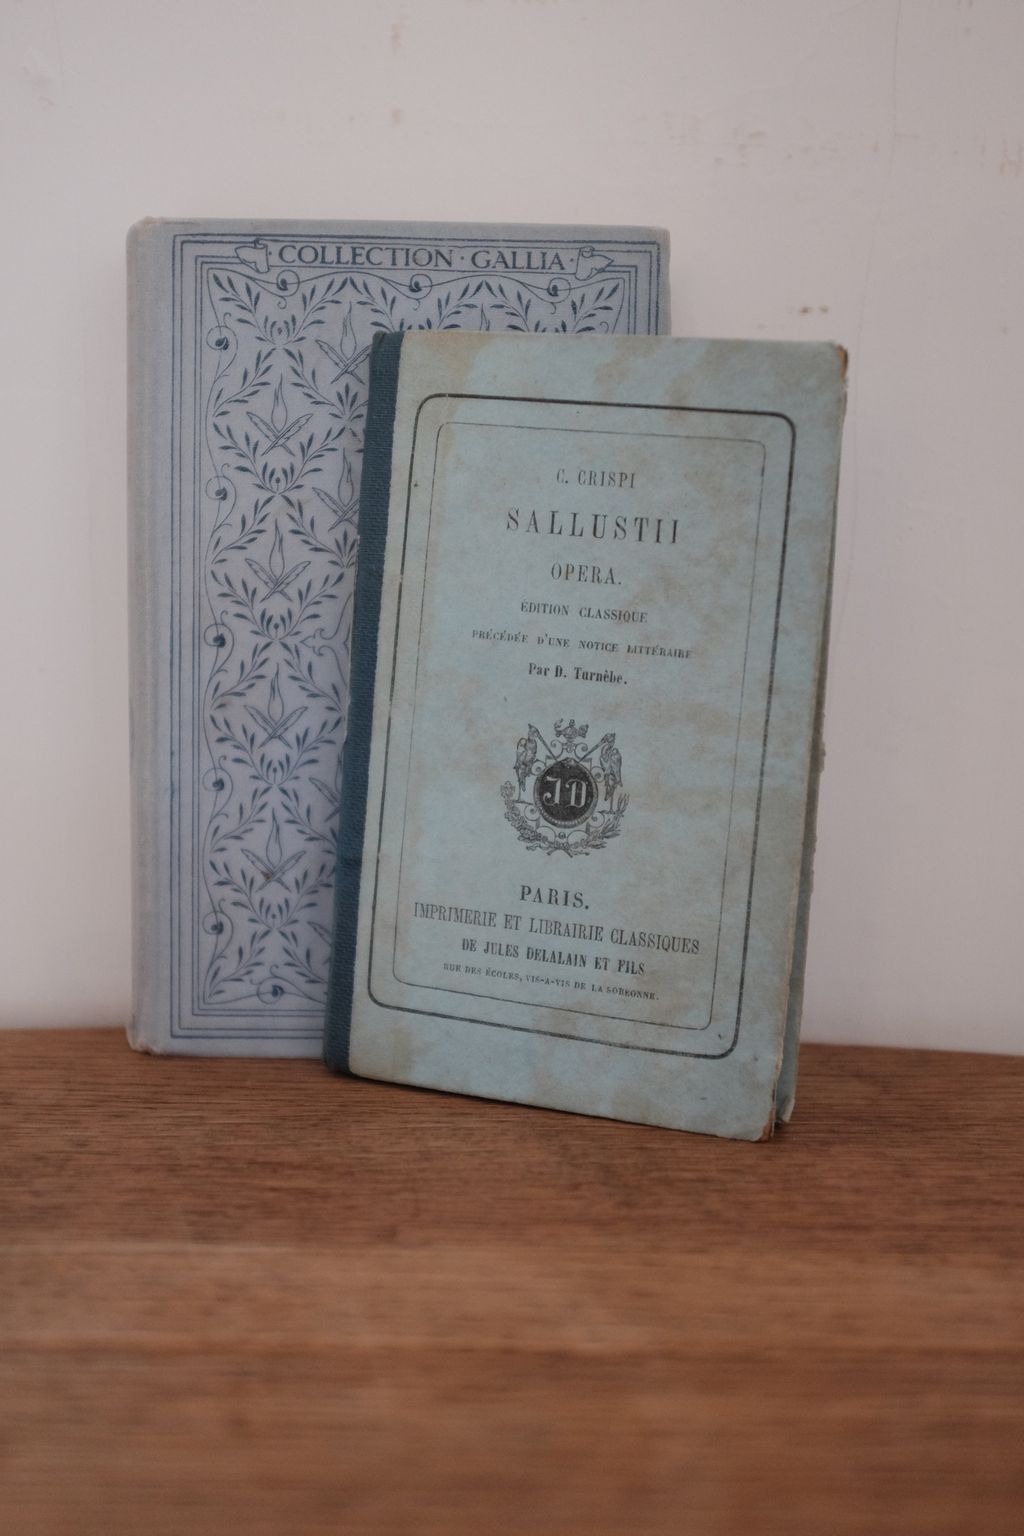 COLLECTION · GALLIA
C. CRISPI
SALLUSTII
OPERA.
ÉDITION CLASSIQUE
PRÉCÉDÉE D'UNE NOTICE LITTÉRAIRE
Par D. Turnèbe.
JD
PARIS.
IMPRIMERIE ET LIBRAIRIE CLASSIQUES
DE JULES DELALAIN ET FILS
RUE DES ÉCOLES, VIS-A-VIS DE LA SORBONNE.